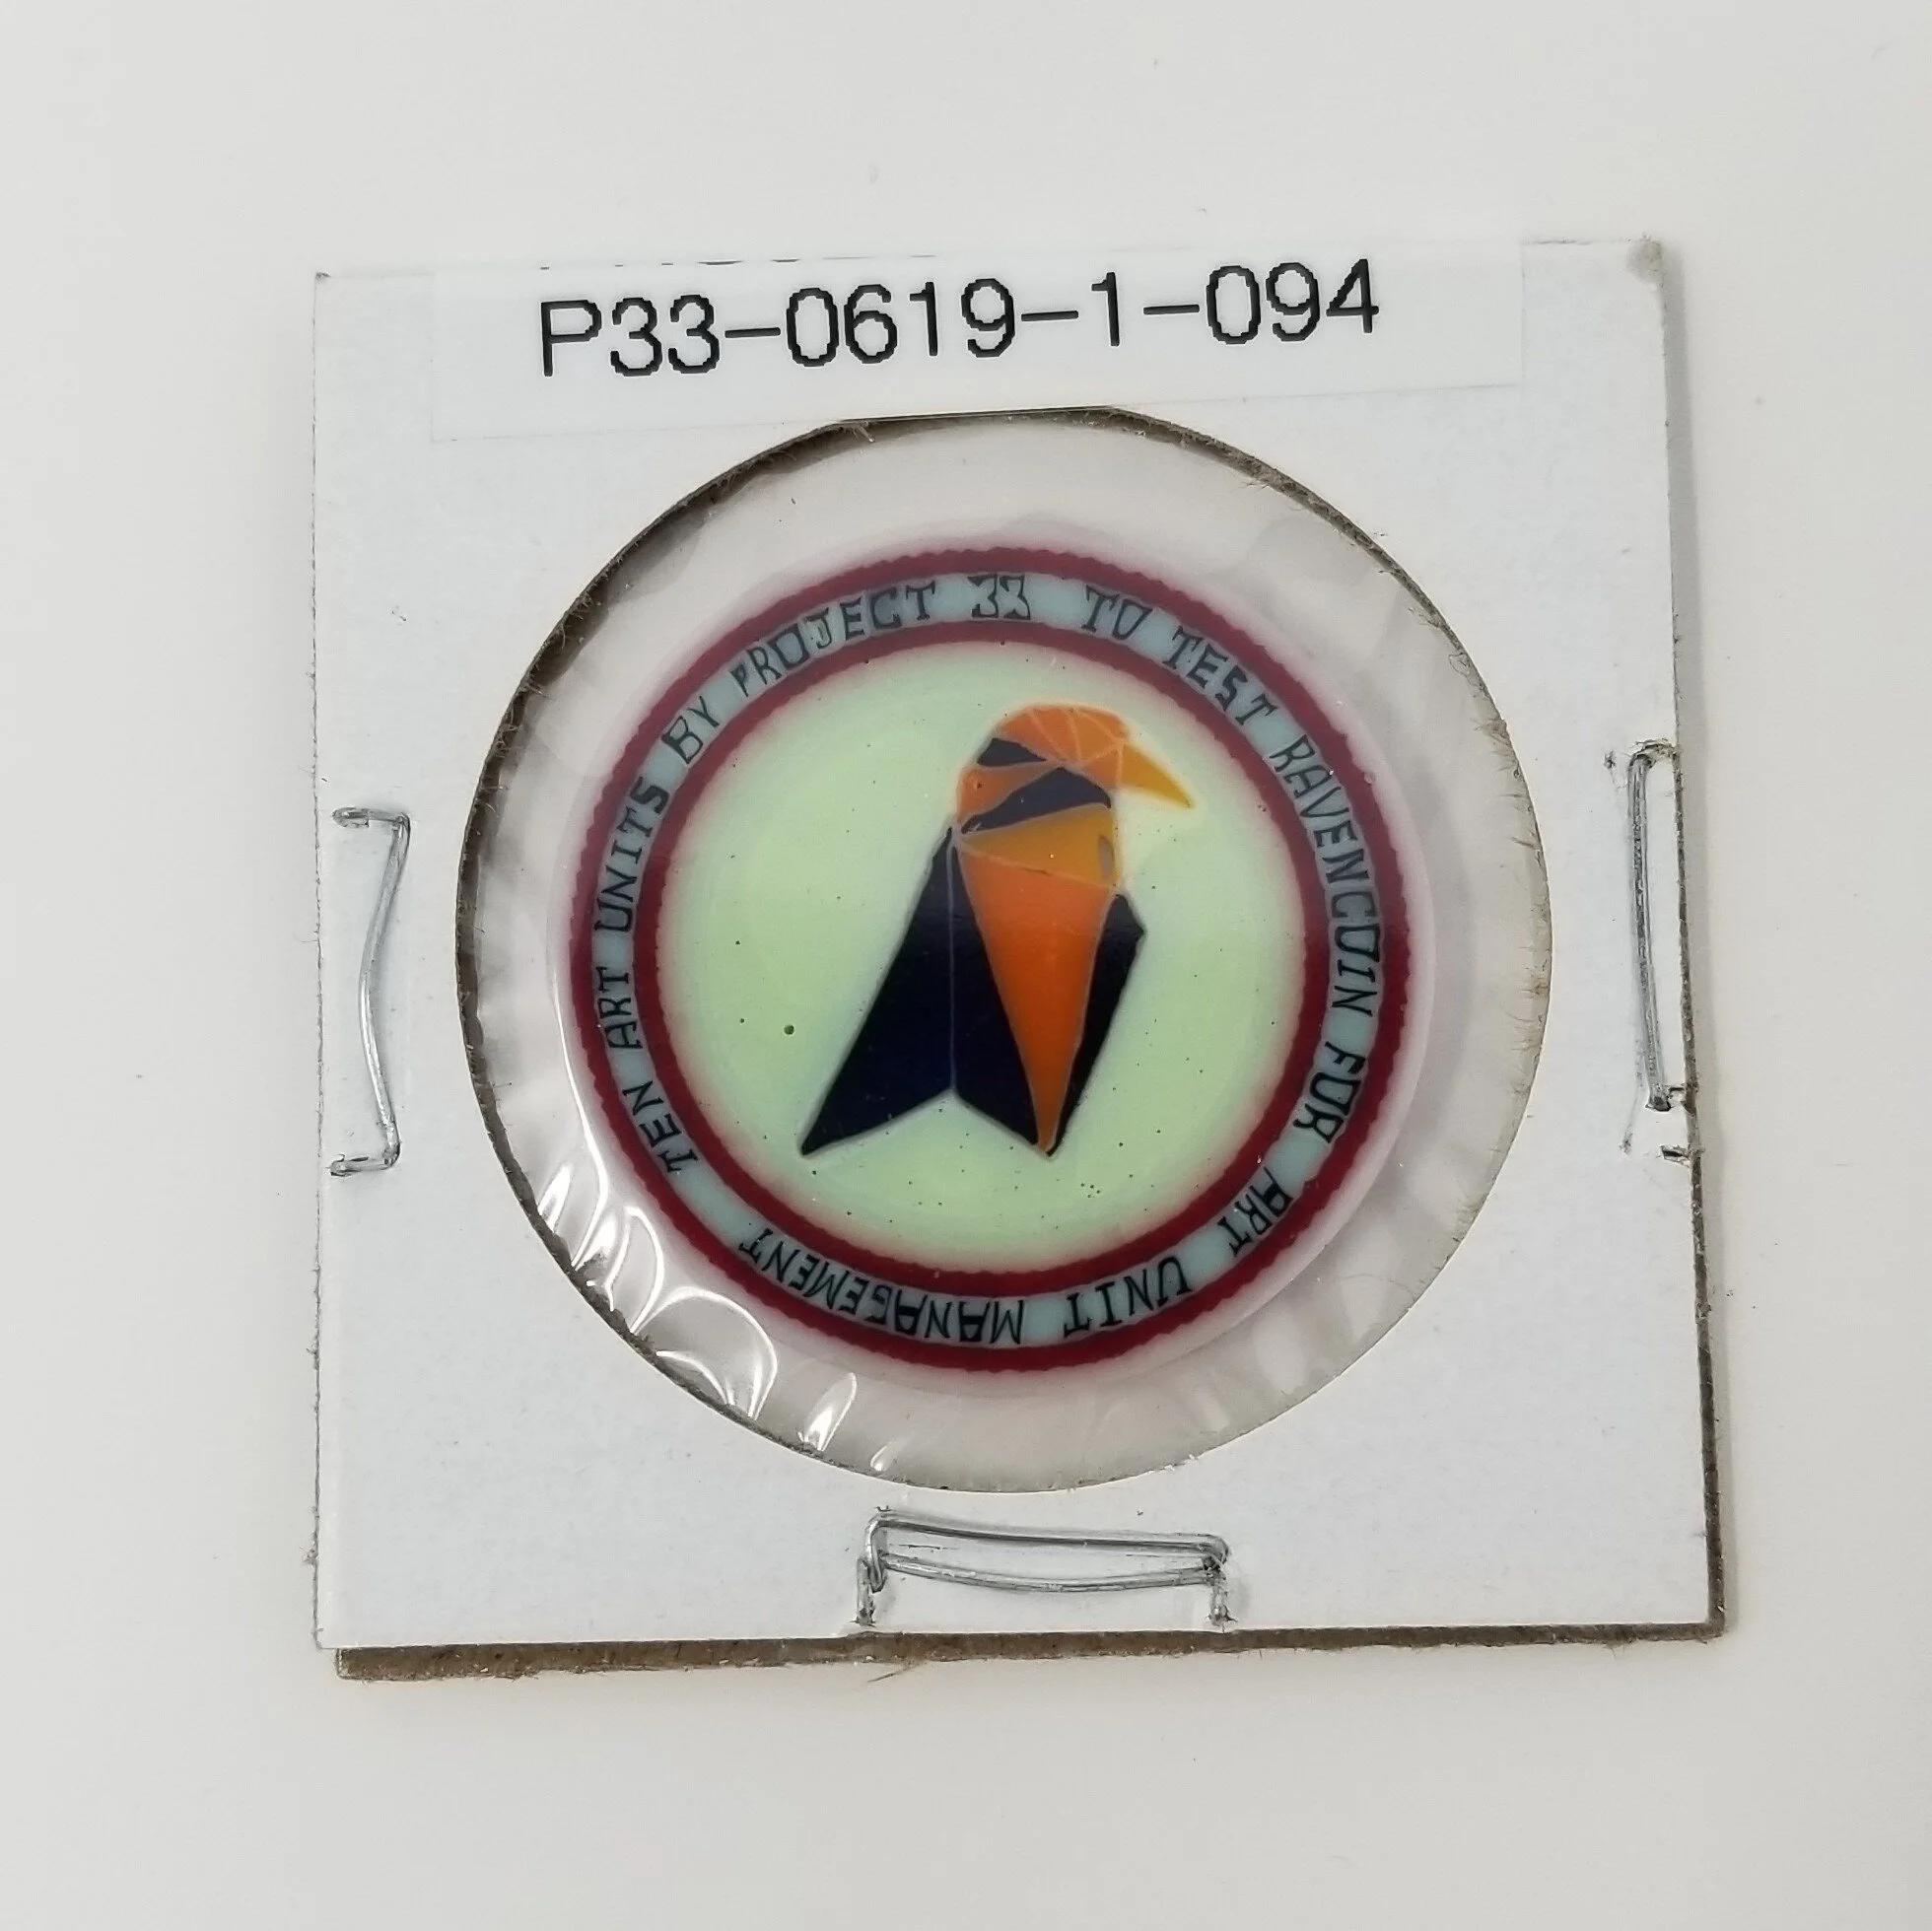 P33-0619-1-094
TEN ART UNITS BY PROJECT 33 TO TEST RAVENCOIN FOR ART UNIT MANAGEMENT